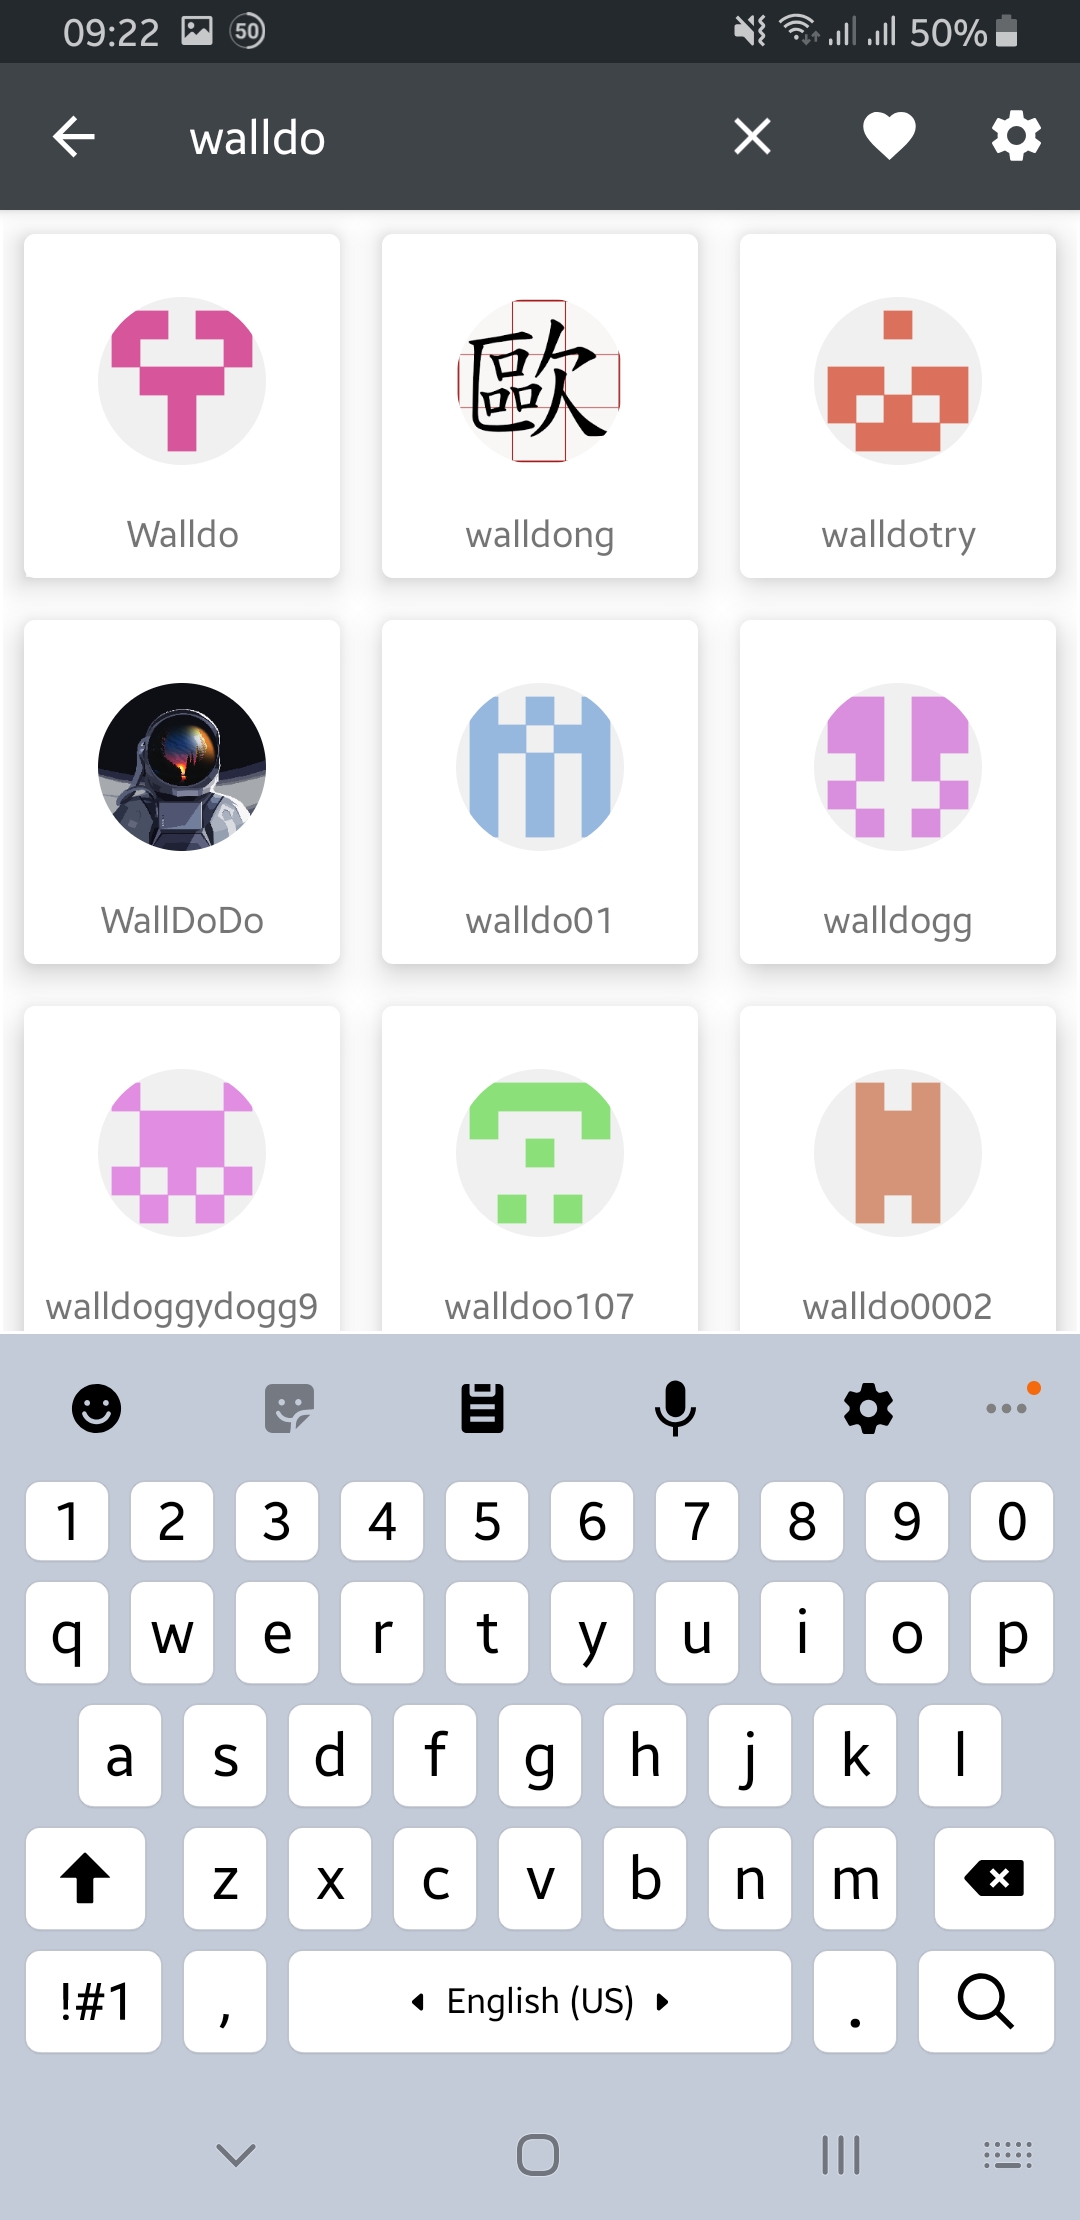 09:22 50 50%
walldo
歐
Walldo walldong walldotry
WallDoDo walldo01 walldogg
walldoggydogg9 walldoo107 walldo0002
1 2 3 4 5 6 7 8 9 0
q w e r t y u i o p
a s d f g h j k l
z x c v b n m
!#1 , English (US) .